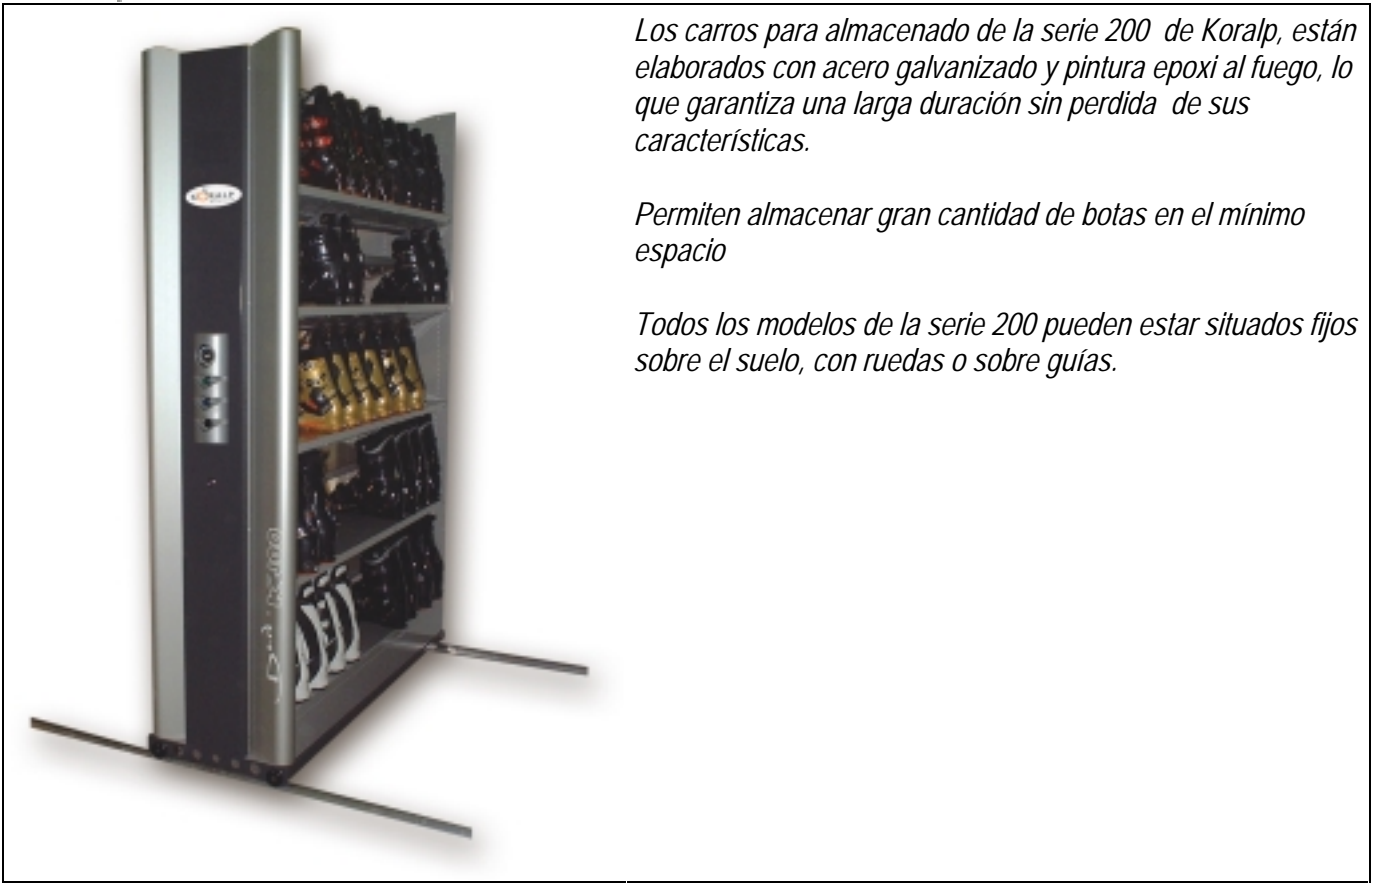 Los carros para almacenado de la serie 200 de Koralp, están
elaborados con acero galvanizado y pintura epoxi al fuego, lo
que garantiza una larga duración sin perdida de sus
características.
Permiten almacenar gran cantidad de botas en el mínimo
espacio
Todos los modelos de la serie 200 pueden estar situados fijos
sobre el suelo, con ruedas o sobre guías.
KORALP